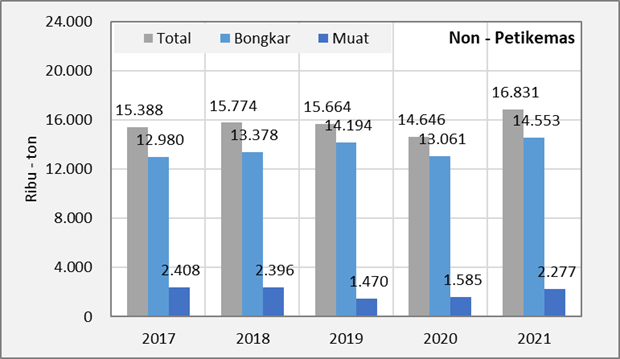 Non - Petikemas
Total Bongkar Muat
Ribu - ton
24.000
20.000
16.000
12.000
8.000
4.000
0
15.388 12.980 2.408
15.774 13.378 2.396
15.664 14.194 1.470
14.646 13.061 1.585
16.831 14.553 2.277
2017 2018 2019 2020 2021